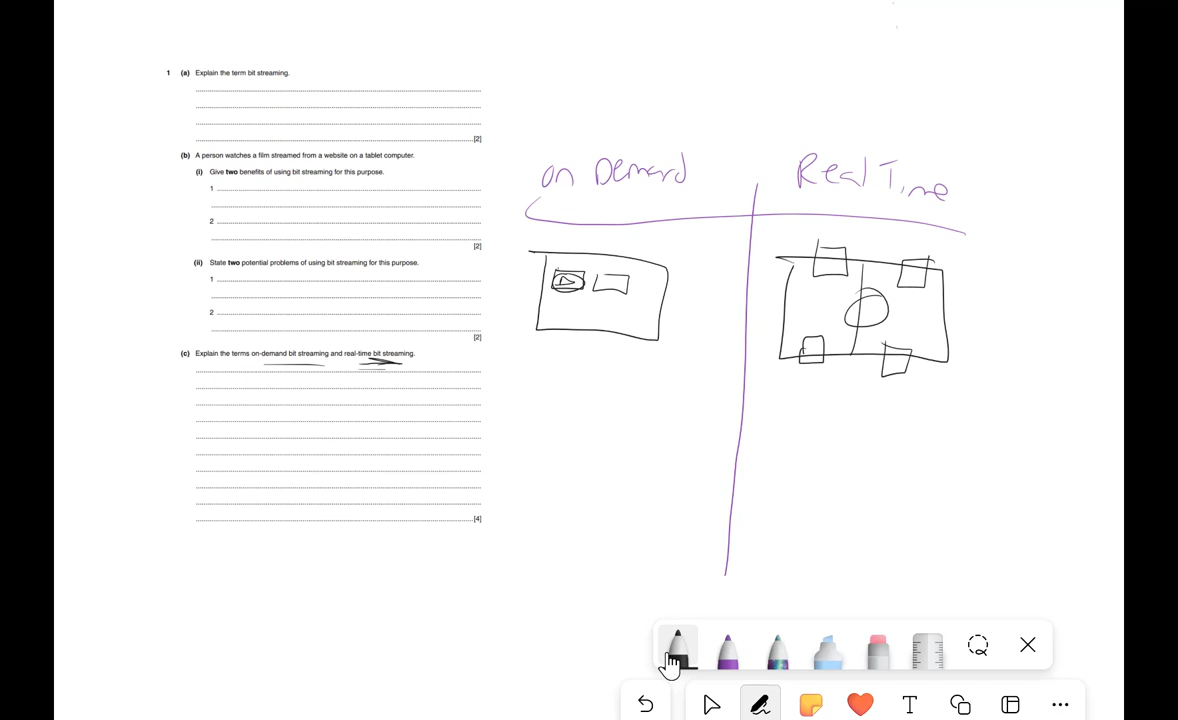 1 (a) Explain the term bit streaming.
[2]
(b) A person watches a film streamed from a website on a tablet computer.
(i) Give two benefits of using bit streaming for this purpose.
1
2
[2]
(ii) State two potential problems of using bit streaming for this purpose.
1
2
[2]
(c) Explain the terms on-demand bit streaming and real-time bit streaming.
[4]
on Demand
Real Time
T